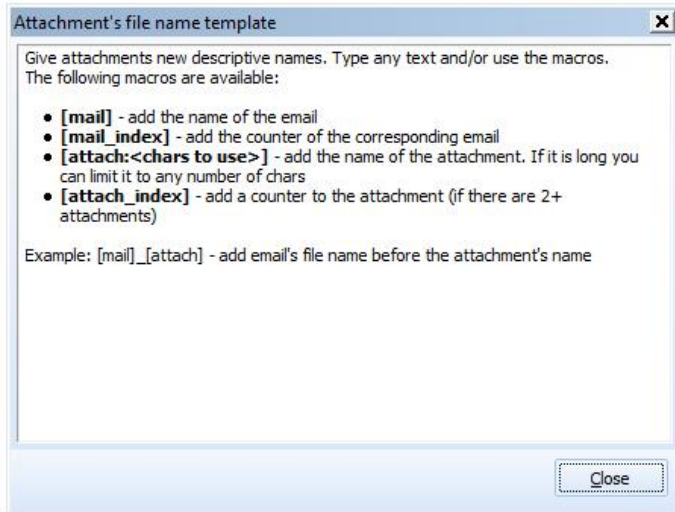 Attachment's file name template
Give attachments new descriptive names. Type any text and/or use the macros.
The following macros are available:
• [mail] - add the name of the email
• [mail_index] - add the counter of the corresponding email
• [attach:<chars to use>] - add the name of the attachment. If it is long you
can limit it to any number of chars
• [attach_index] - add a counter to the attachment (if there are 2+
attachments)
Example: [mail]_[attach] - add email's file name before the attachment's name
Close